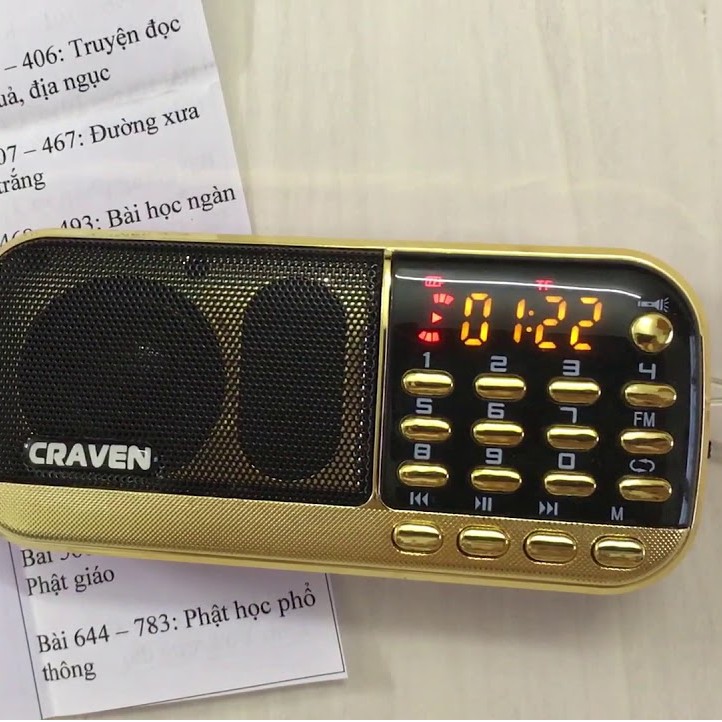 – 406: Truyện đọc
uả, địa ngục
07 – 467: Đường xưa
trắng
493: Bài học ngàn
TF
01:22
1 2 3 4
5 6 7 FM
8 9 0
M
CRAVEN
Bài
Phật giáo
Bài 644 – 783: Phật học phổ
thông